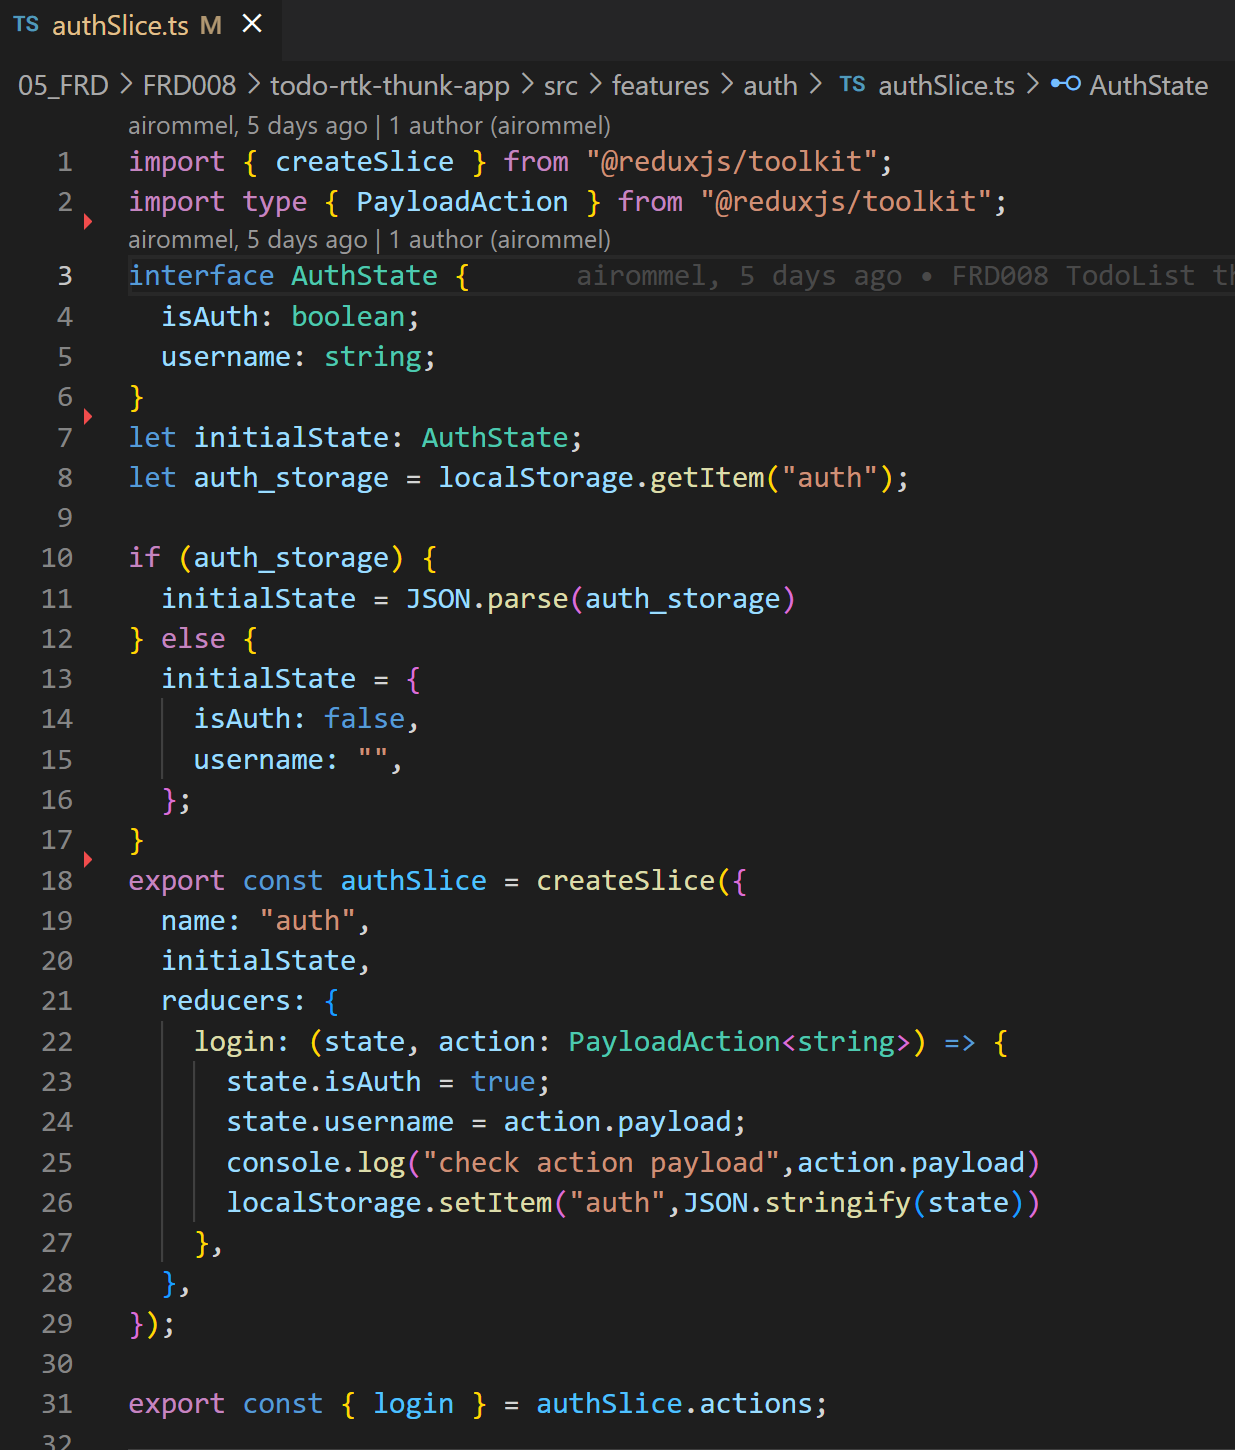 TS authSlice.ts M ×
05_FRD > FRD008 > todo-rtk-thunk-app > src > features > auth > TS authSlice.ts > AuthState
airommel, 5 days ago | 1 author (airommel)
1 import { createSlice } from "@reduxjs/toolkit";
2 import type { PayloadAction } from "@reduxjs/toolkit";
airommel, 5 days ago | 1 author (airommel)
3 interface AuthState { airommel, 5 days ago • FRD008 TodoList
4   isAuth: boolean;
5   username: string;
6 }
7 let initialState: AuthState;
8 let auth_storage = localStorage.getItem("auth");
9
10 if (auth_storage) {
11   initialState = JSON.parse(auth_storage)
12 } else {
13   initialState = {
14     isAuth: false,
15     username: "",
16   };
17 }
18 export const authSlice = createSlice({
19   name: "auth",
20   initialState,
21   reducers: {
22     login: (state, action: PayloadAction<string>) => {
23       state.isAuth = true;
24       state.username = action.payload;
25       console.log("check action payload",action.payload)
26       localStorage.setItem("auth",JSON.stringify(state))
27     },
28   },
29 });
30
31 export const { login } = authSlice.actions;
32